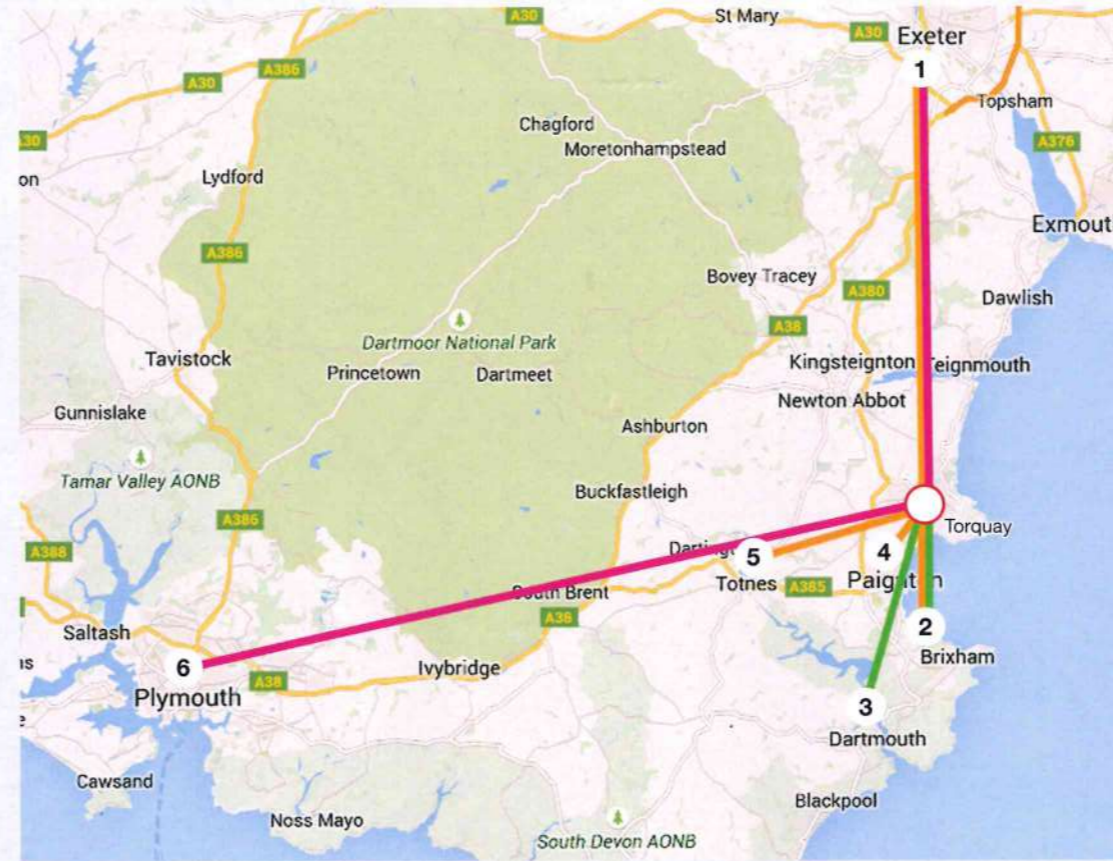 A30
St Mary
A30
Exeter
1
A386
A30
Topsham
Chagford
A376
Moretonhampstead
on
Lydford
Exmout
A386
Bovey Tracey
A380
Dawlish
A38
Dartmoor National Park
Tavistock
Kingsteignton
Teignmouth
Princetown
Dartmeet
Newton Abbot
Gunnislake
Ashburton
Tamar Valley AONB
Buckfastleigh
A386
Torquay
A388
5
4
Totnes
A385
Paignton
South Brent
A38
2
Saltash
Brixham
6
Ivybridge
A38
Plymouth
3
Dartmouth
Cawsand
Blackpool
Noss Mayo
South Devon AONB